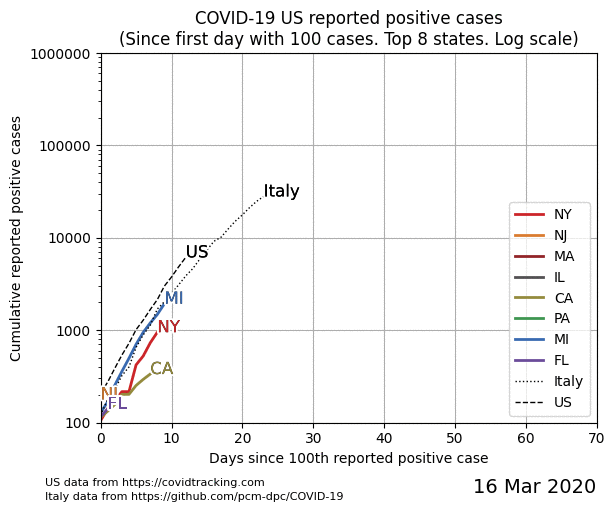 COVID-19 US reported positive cases
(Since first day with 100 cases. Top 8 states. Log scale)
Cumulative reported positive cases
1000000
100000
10000
1000
100
Italy
US
MI
NY
CA
NJ
FL
NY
NJ
MA
IL
CA
PA
MI
FL
Italy
US
0 10 20 30 40 50 60 70
Days since 100th reported positive case
US data from https://covidtracking.com
Italy data from https://github.com/pcm-dpc/COVID-19
16 Mar 2020